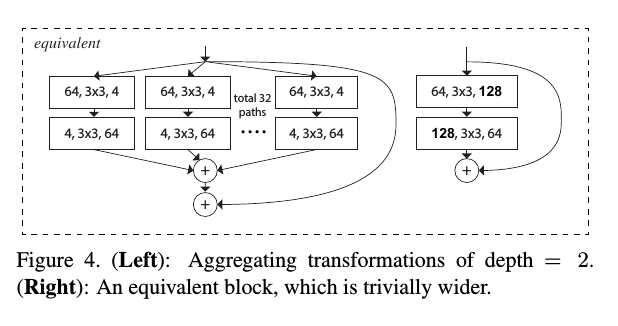 equivalent
64, 3x3, 4
64, 3x3, 4
total 32
paths
....
64, 3x3, 4
4, 3x3, 64
4, 3x3, 64
4, 3x3, 64
+
+
64, 3x3, 128
128, 3x3, 64
+
Figure 4. (Left): Aggregating transformations of depth = 2.
(Right): An equivalent block, which is trivially wider.